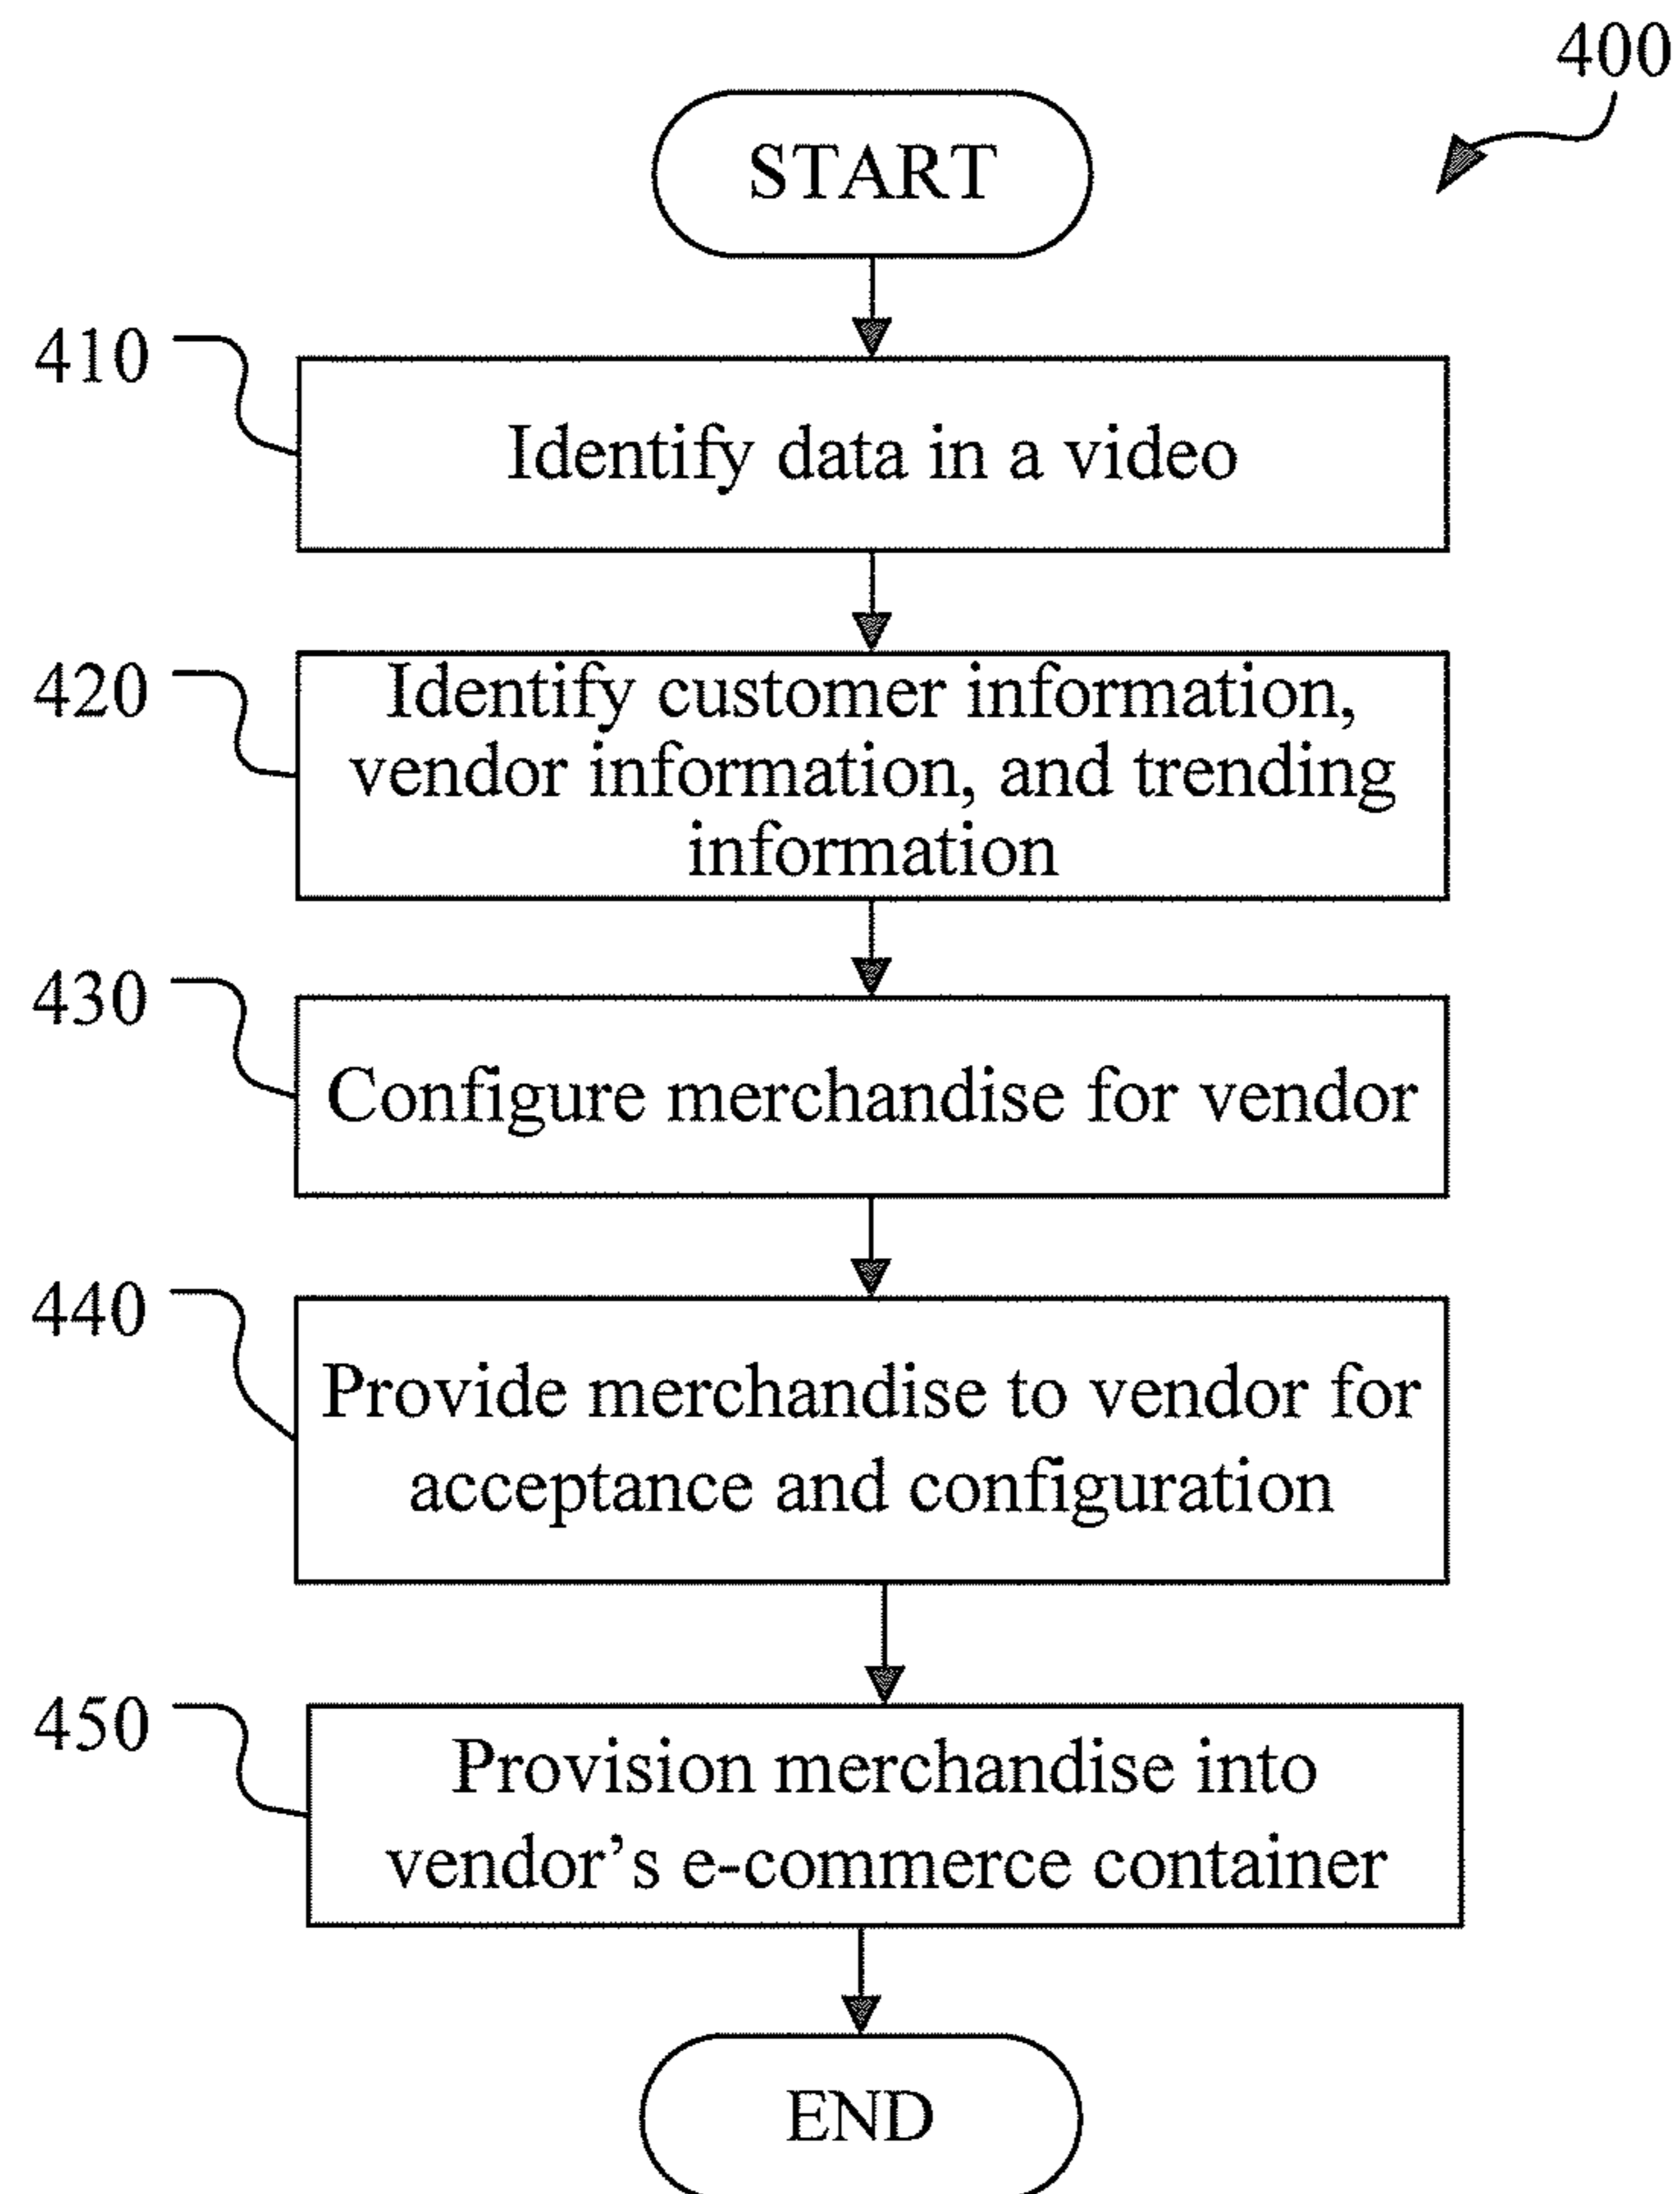 400
START
410
Identify data in a video
420
Identify customer information,
vendor information, and trending
information
430
Configure merchandise for vendor
440
Provide merchandise to vendor for
acceptance and configuration
450
Provision merchandise into
vendor’s e-commerce container
END